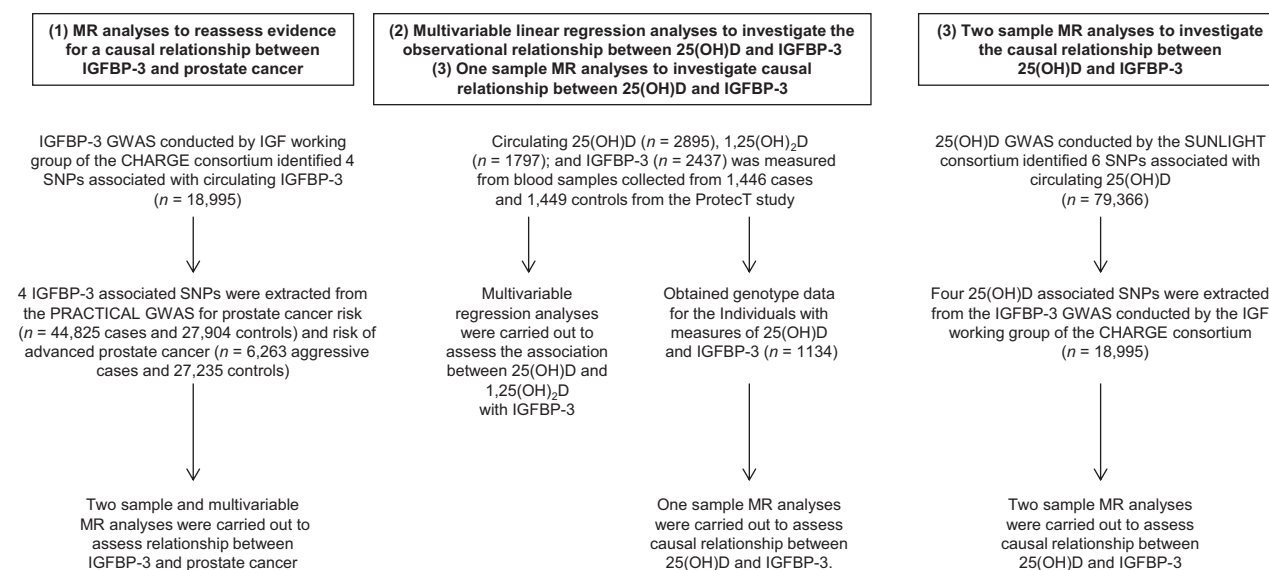 (1) MR analyses to reassess evidence
for a causal relationship between
IGFBP-3 and prostate cancer
IGFBP-3 GWAS conducted by IGF working
group of the CHARGE consortium identified 4
SNPs associated with circulating IGFBP-3
(n = 18,995)
4 IGFBP-3 associated SNPs were extracted from
the PRACTICAL GWAS for prostate cancer risk
(n = 44,825 cases and 27,904 controls) and risk of
advanced prostate cancer (n = 6,263 aggressive
cases and 27,235 controls)
Two sample and multivariable
MR analyses were carried out to
assess relationship between
IGFBP-3 and prostate cancer
(2) Multivariable linear regression analyses to investigate the
observational relationship between 25(OH)D and IGFBP-3
(3) One sample MR analyses to investigate causal
relationship between 25(OH)D and IGFBP-3
Circulating 25(OH)D (n = 2895), 1,25(OH)₂D
(n = 1797); and IGFBP-3 (n = 2437) was measured
from blood samples collected from 1,446 cases
and 1,449 controls from the ProtecT study
Multivariable
regression analyses
were carried out to
assess the association
between 25(OH)D and
1,25(OH)₂D
with IGFBP-3
Obtained genotype data
for the Individuals with
measures of 25(OH)D
and IGFBP-3 (n = 1134)
One sample MR analyses
were carried out to assess
causal relationship between
25(OH)D and IGFBP-3.
(3) Two sample MR analyses to investigate
the causal relationship between
25(OH)D and IGFBP-3
25(OH)D GWAS conducted by the SUNLIGHT
consortium identified 6 SNPs associated with
circulating 25(OH)D
(n = 79,366)
Four 25(OH)D associated SNPs were extracted
from the IGFBP-3 GWAS conducted by the IGF
working group of the CHARGE consortium
(n = 18,995)
Two sample MR analyses
were carried out to assess
causal relationship between
25(OH)D and IGFBP-3